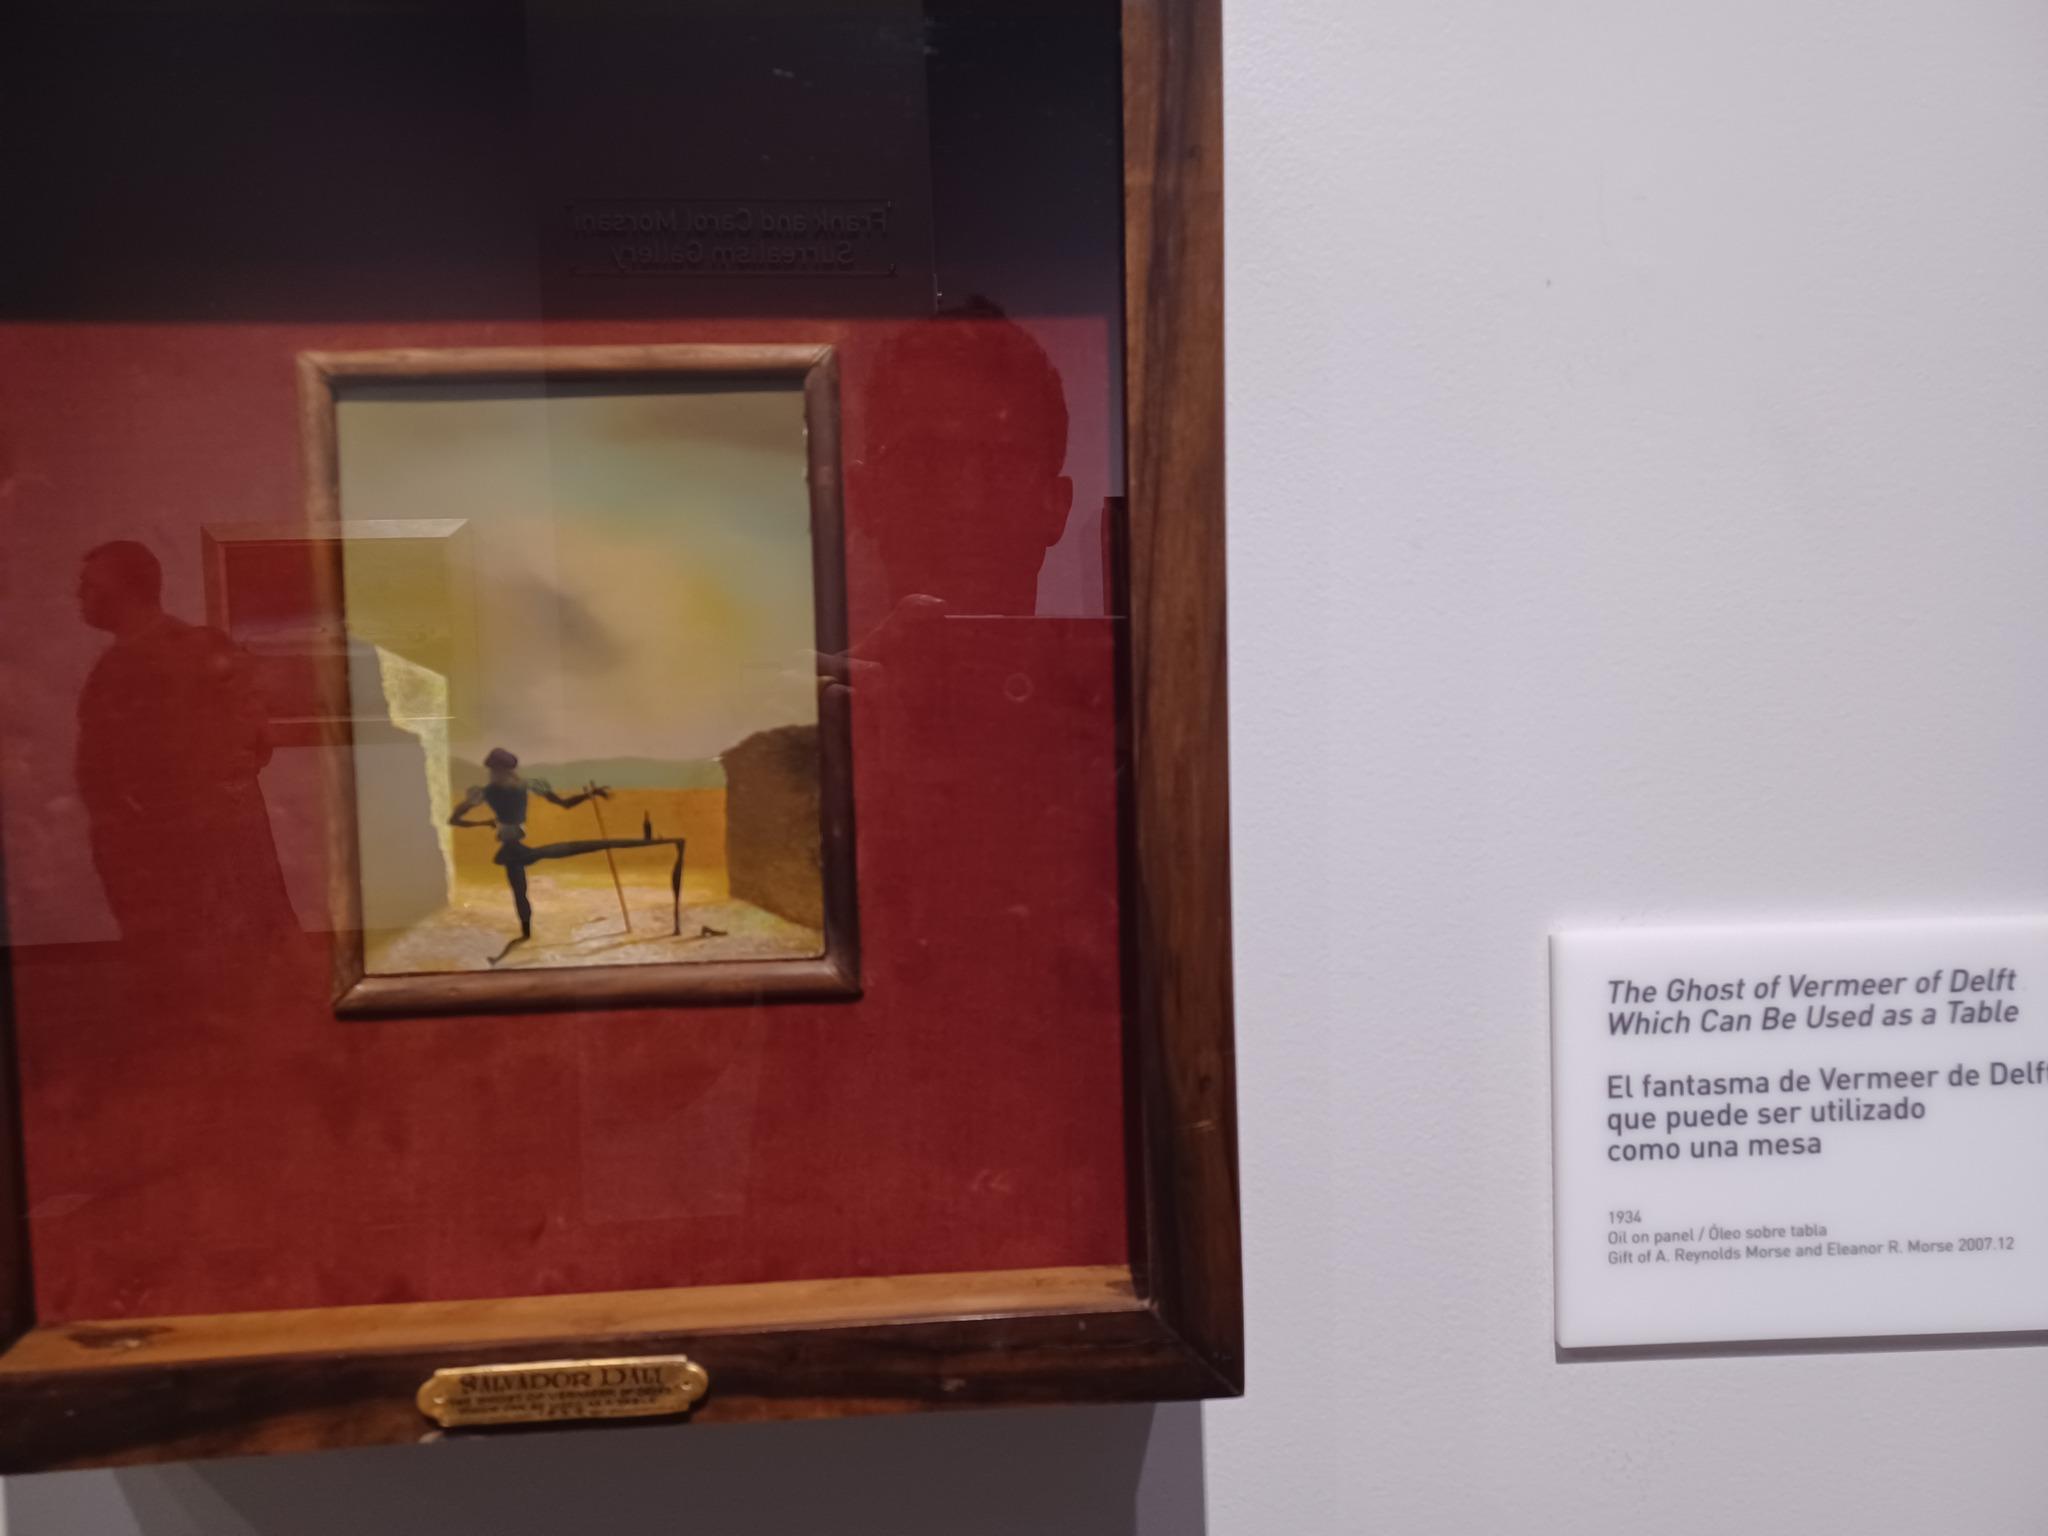 Frank and Carol Morsani
Surrealism Gallery
The Ghost of Vermeer of Delft
Which Can Be Used as a Table
El fantasma de Vermeer de Delft
que puede ser utilizado
como una mesa
1934
Oil on panel / Óleo sobre tabla
Gift of A. Reynolds Morse and Eleanor R. Morse 2007.12
SALVADOR DALI